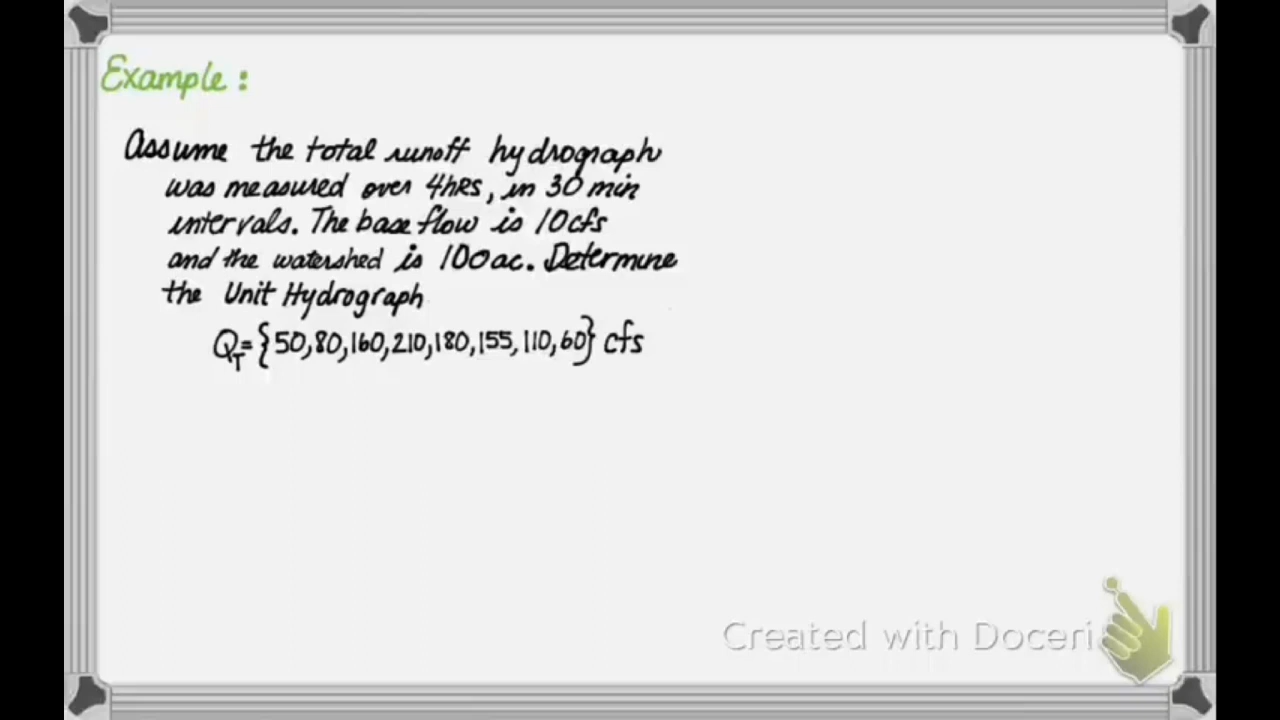 Example:
Assume the total runoff hydrograph
was measured over 4hrs, in 30 min
intervals. The base flow is 10cfs
and the watershed is 100ac. Determine
the Unit Hydrograph
Q_T={50,80,160,210,180,155,110,60} cfs
Created with Doceri